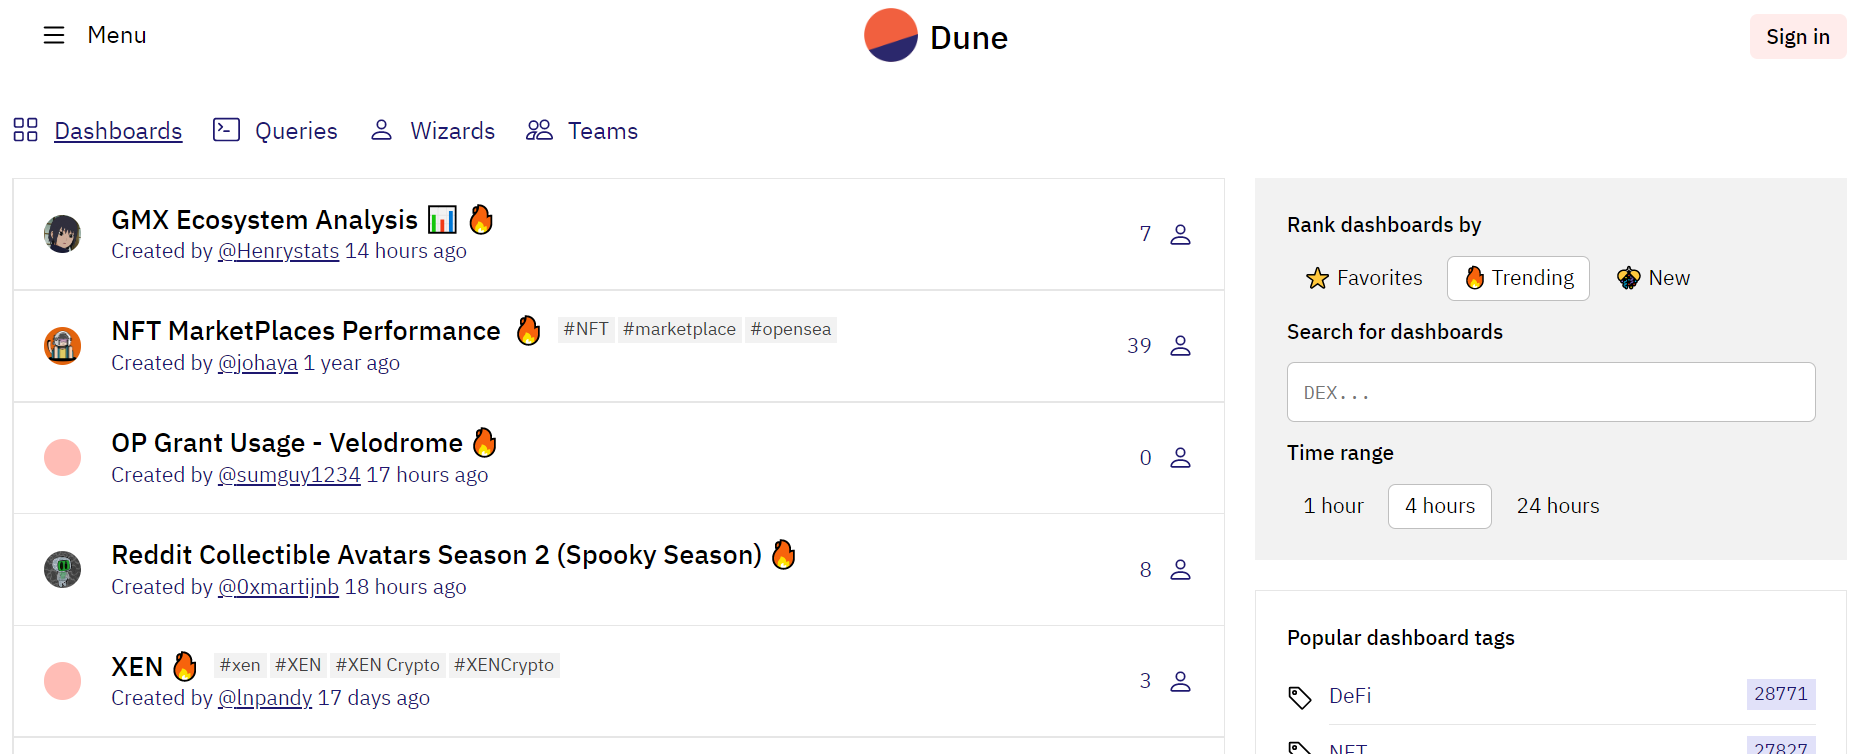 Menu
Dune
Sign in
Dashboards
Queries
Wizards
Teams
GMX Ecosystem Analysis 📊 🔥
Created by @Henrystats 14 hours ago
7
NFT MarketPlaces Performance 🔥 #NFT #marketplace #opensea
Created by @johaya 1 year ago
39
OP Grant Usage - Velodrome 🔥
Created by @sumguy1234 17 hours ago
0
Reddit Collectible Avatars Season 2 (Spooky Season) 🔥
Created by @0xmartijnb 18 hours ago
8
XEN 🔥 #xen #XEN #XEN Crypto #XENCrypto
Created by @lnpandy 17 days ago
3
Rank dashboards by
⭐ Favorites
🔥 Trending
New
Search for dashboards
DEX...
Time range
1 hour
4 hours
24 hours
Popular dashboard tags
DeFi
28771
NFT
27827